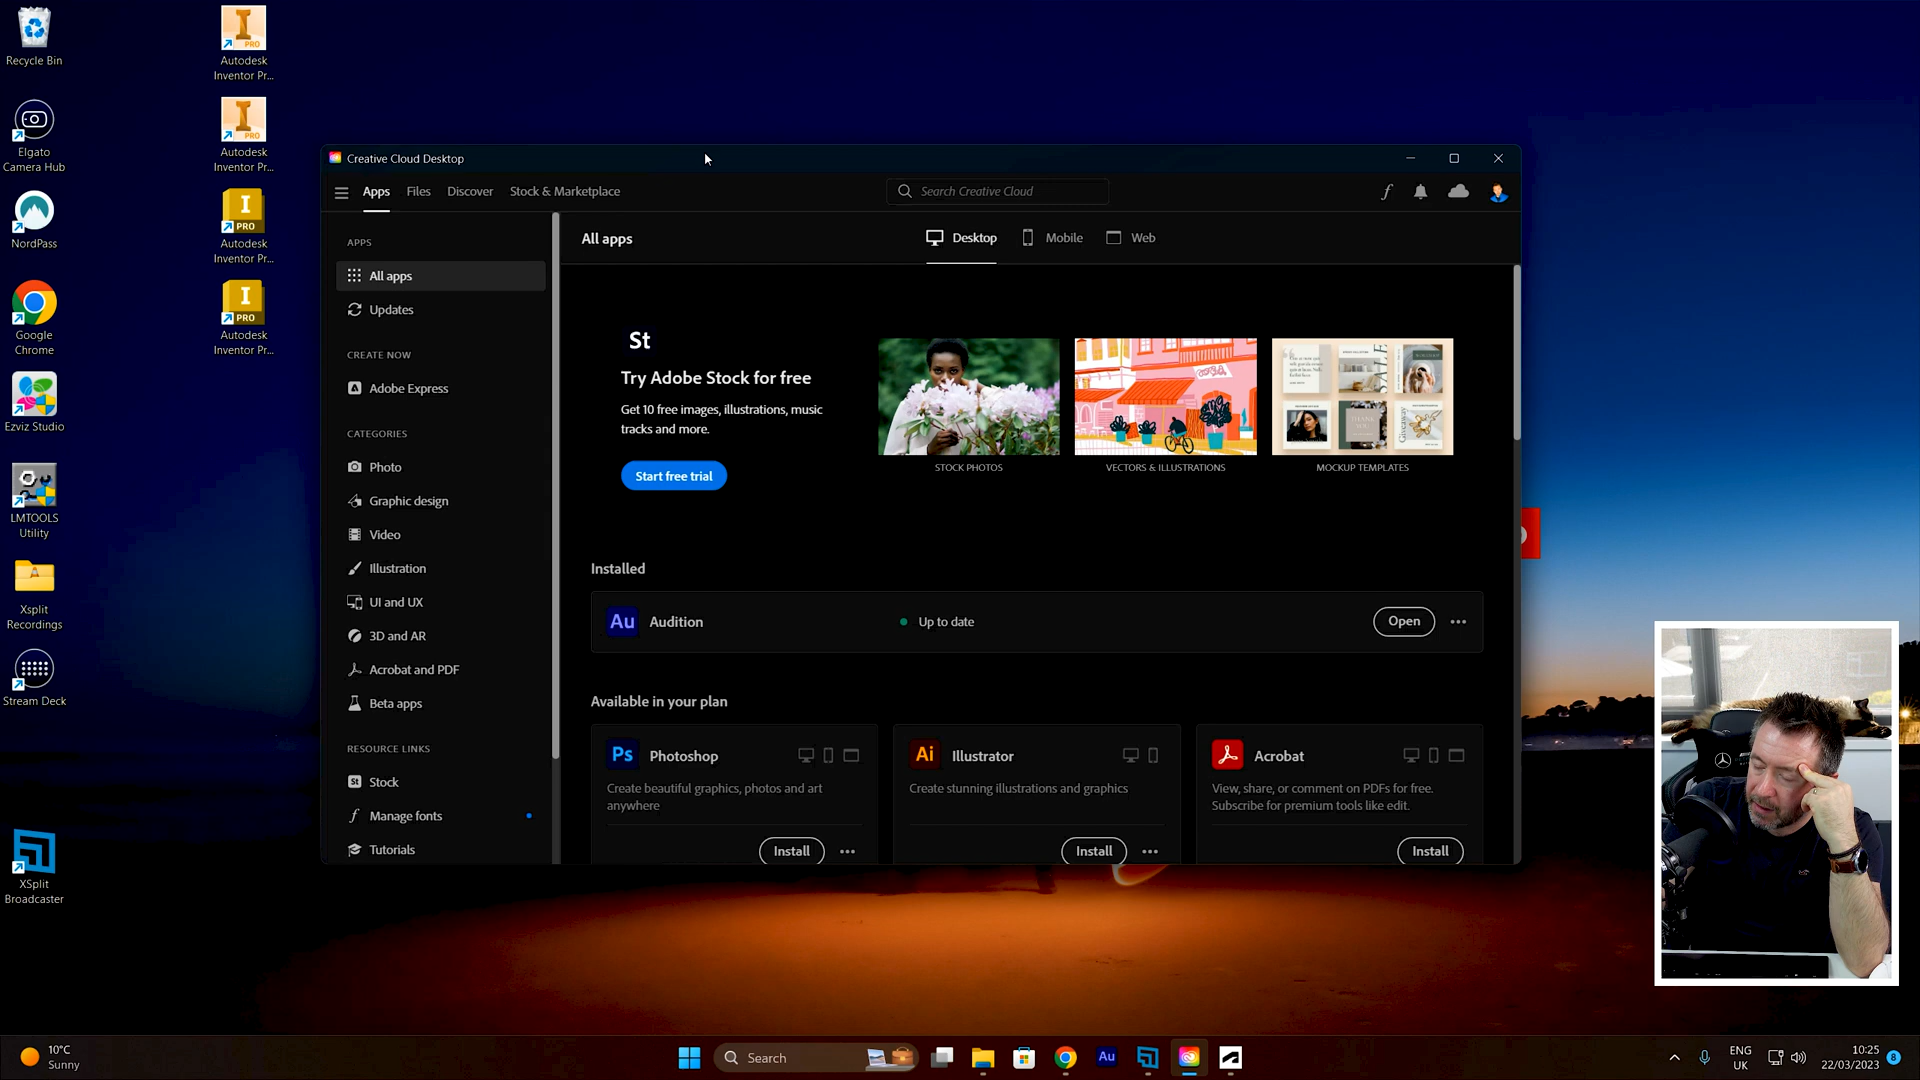 Recycle Bin
Elgato
Camera Hub
NordPass
Google
Chrome
Ezviz Studio
LMTOOLS
Utility
Xsplit
Recordings
Stream Deck
XSplit
Broadcaster
PRO
Autodesk
Inventor Pr...
PRO
Autodesk
Inventor Pr...
I
PRO
Autodesk
Inventor Pr...
I
PRO
Autodesk
Inventor Pr...
Creative Cloud Desktop
Apps Files Discover Stock & Marketplace
Search Creative Cloud
APPS
All apps
Updates
CREATE NOW
Adobe Express
CATEGORIES
Photo
Graphic design
Video
Illustration
UI and UX
3D and AR
Acrobat and PDF
Beta apps
RESOURCE LINKS
St Stock
Manage fonts
Tutorials
All apps
Desktop Mobile Web
St
Try Adobe Stock for free
Get 10 free images, illustrations, music
tracks and more.
Start free trial
STOCK PHOTOS
VECTORS & ILLUSTRATIONS
MOCKUP TEMPLATES
Installed
Au Audition Up to date Open
Available in your plan
Ps Photoshop
Create beautiful graphics, photos and art
anywhere
Install
Ai Illustrator
Create stunning illustrations and graphics
Install
Acrobat
View, share, or comment on PDFs for free.
Subscribe for premium tools like edit.
Install
10°C
Sunny
Search
Au
ENG
UK
10:25
22/03/2023
8